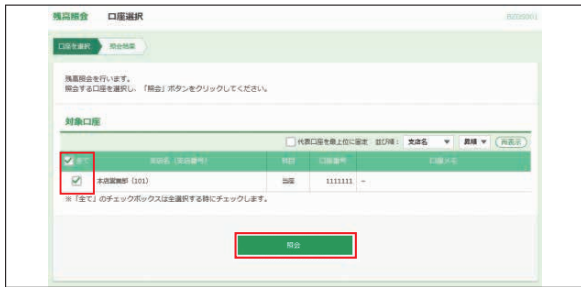 残高照会 口座選択
BZDS001
口座を選択 照会結果
残高照会を行います。
照会する口座を選択し、「照会」ボタンをクリックしてください。
対象口座
代表口座を最上位に固定 並び順： 支店名 昇順 再表示
全て 支店名（支店番号） 科目 口座番号 口座メモ
本店営業部（101） 当座 1111111 -
※「全て」のチェックボックスは全選択する時にチェックします。
照会